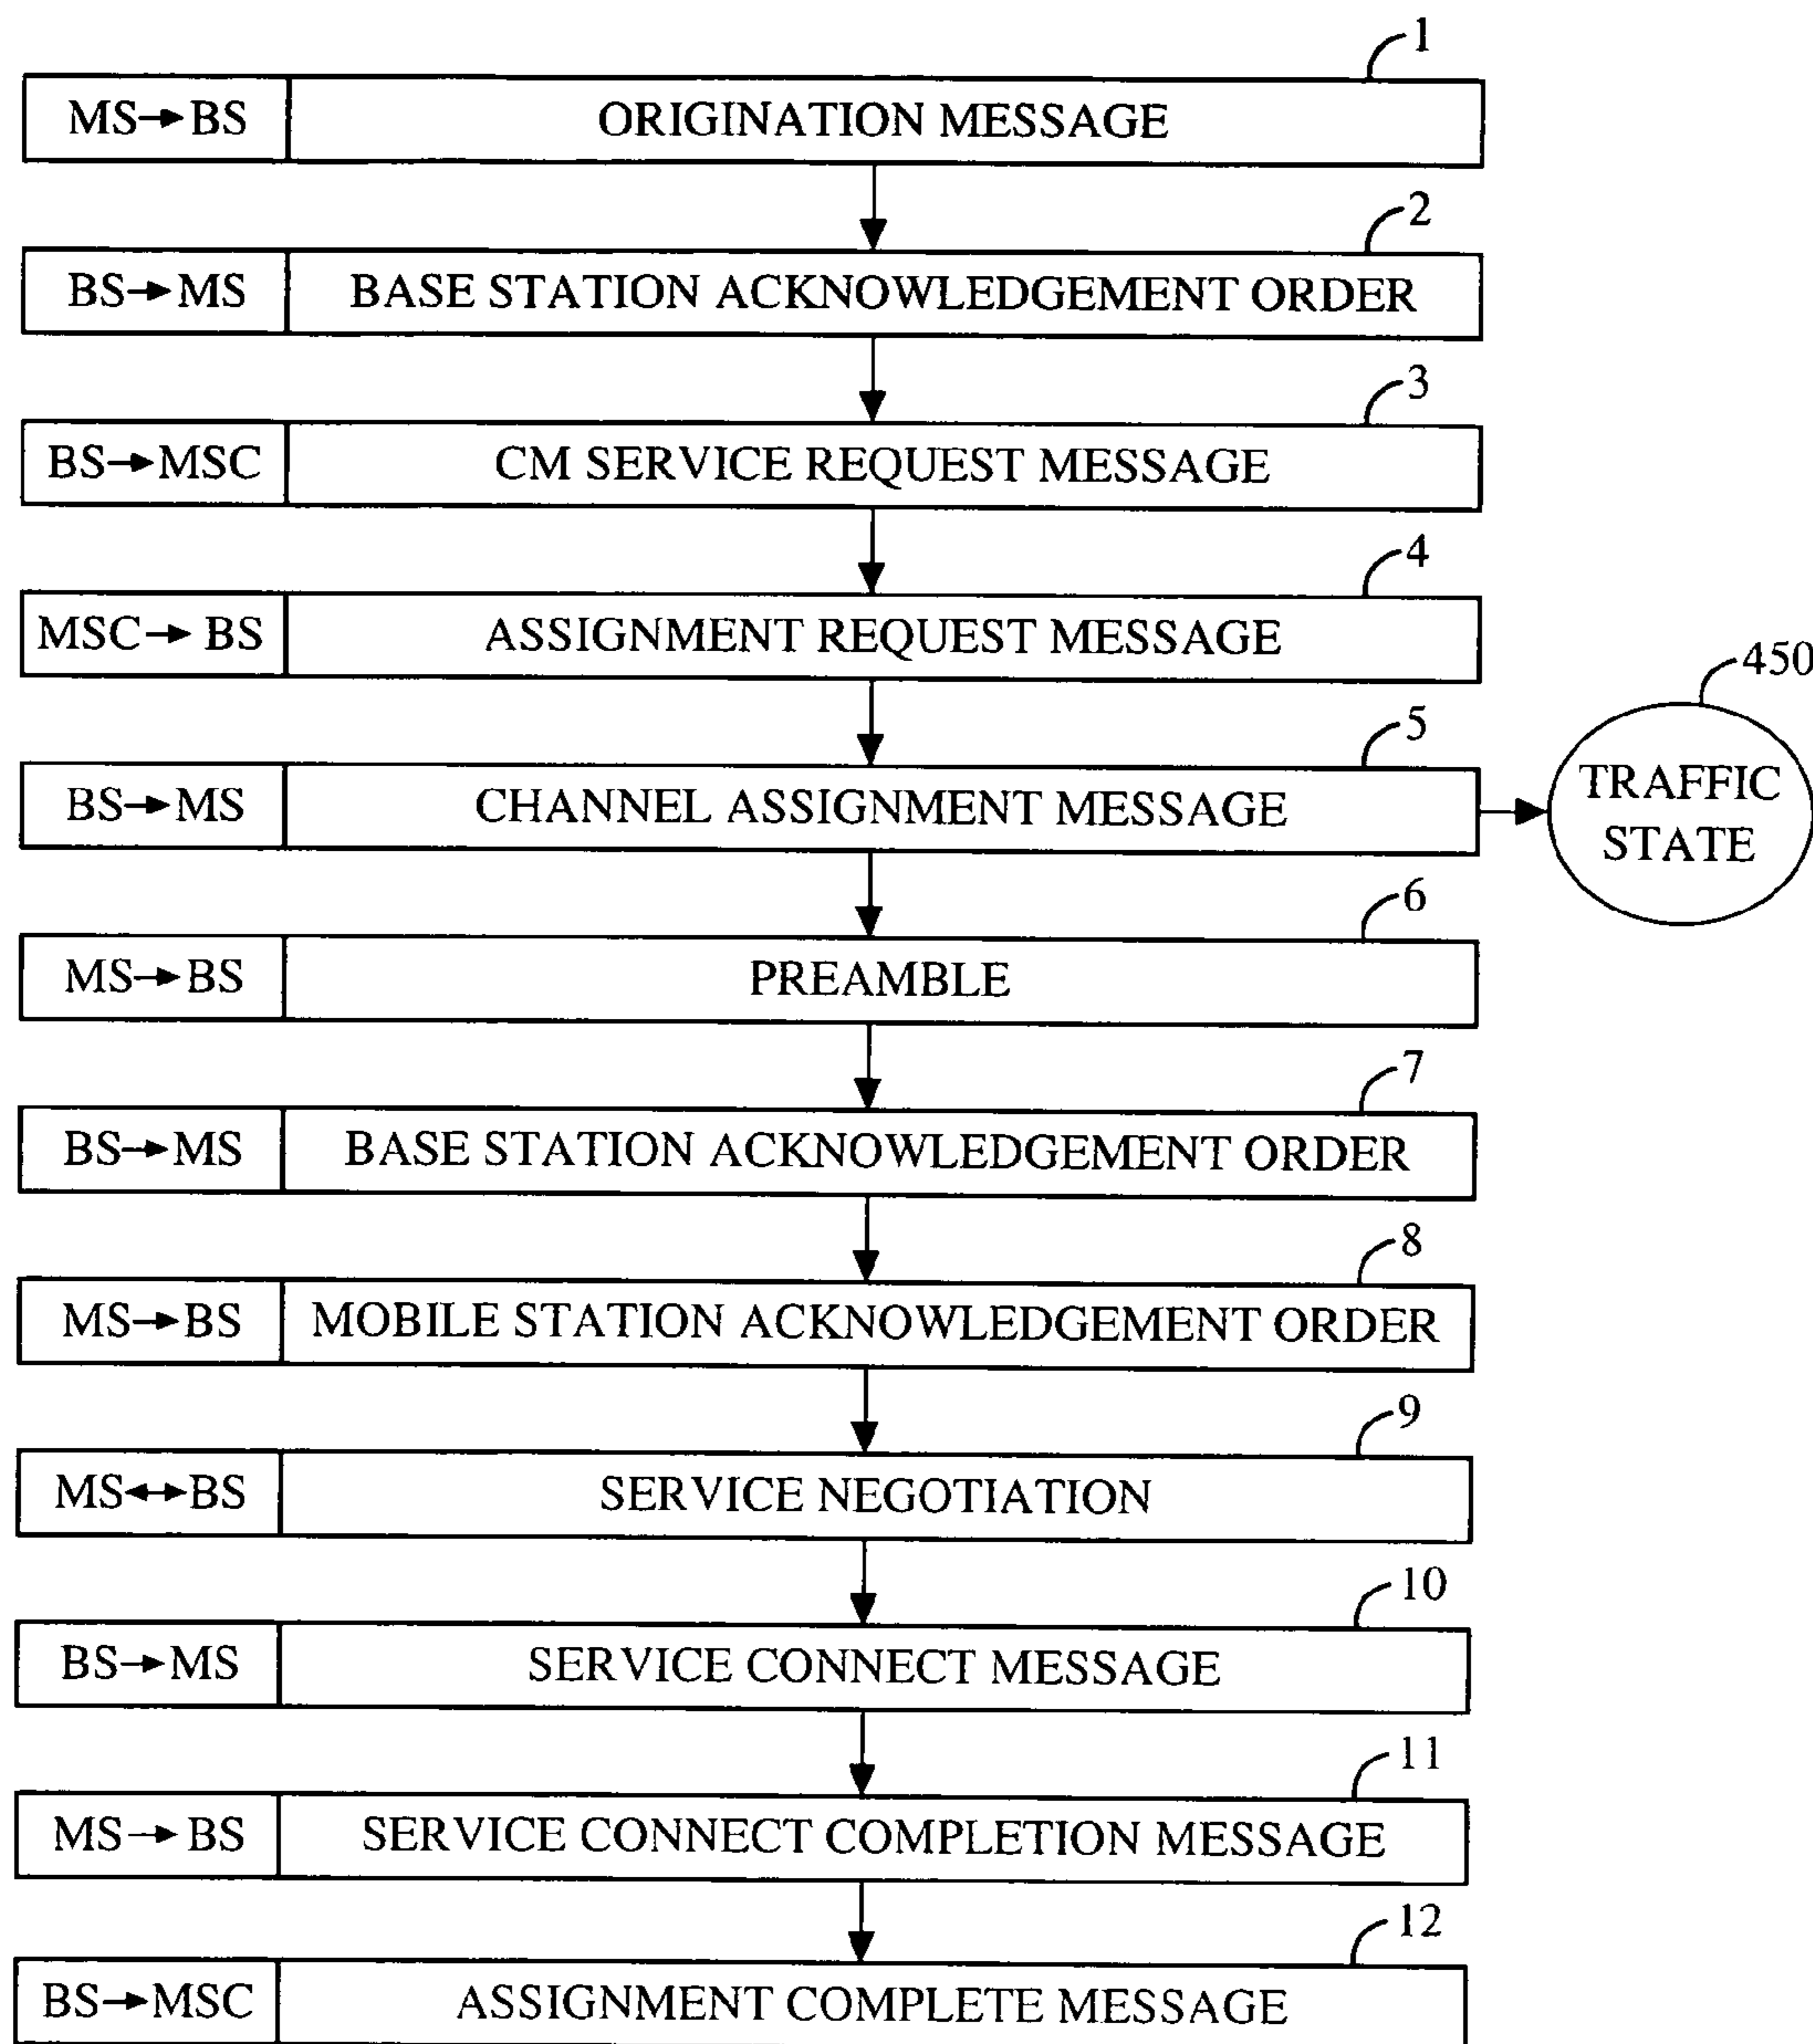 1
MS→BS ORIGINATION MESSAGE
2
BS→MS BASE STATION ACKNOWLEDGEMENT ORDER
3
BS→MSC CM SERVICE REQUEST MESSAGE
4
MSC→BS ASSIGNMENT REQUEST MESSAGE
450
TRAFFIC
STATE
5
BS→MS CHANNEL ASSIGNMENT MESSAGE
6
MS→BS PREAMBLE
7
BS→MS BASE STATION ACKNOWLEDGEMENT ORDER
8
MS→BS MOBILE STATION ACKNOWLEDGEMENT ORDER
9
MS↔BS SERVICE NEGOTIATION
10
BS→MS SERVICE CONNECT MESSAGE
11
MS→BS SERVICE CONNECT COMPLETION MESSAGE
12
BS→MSC ASSIGNMENT COMPLETE MESSAGE